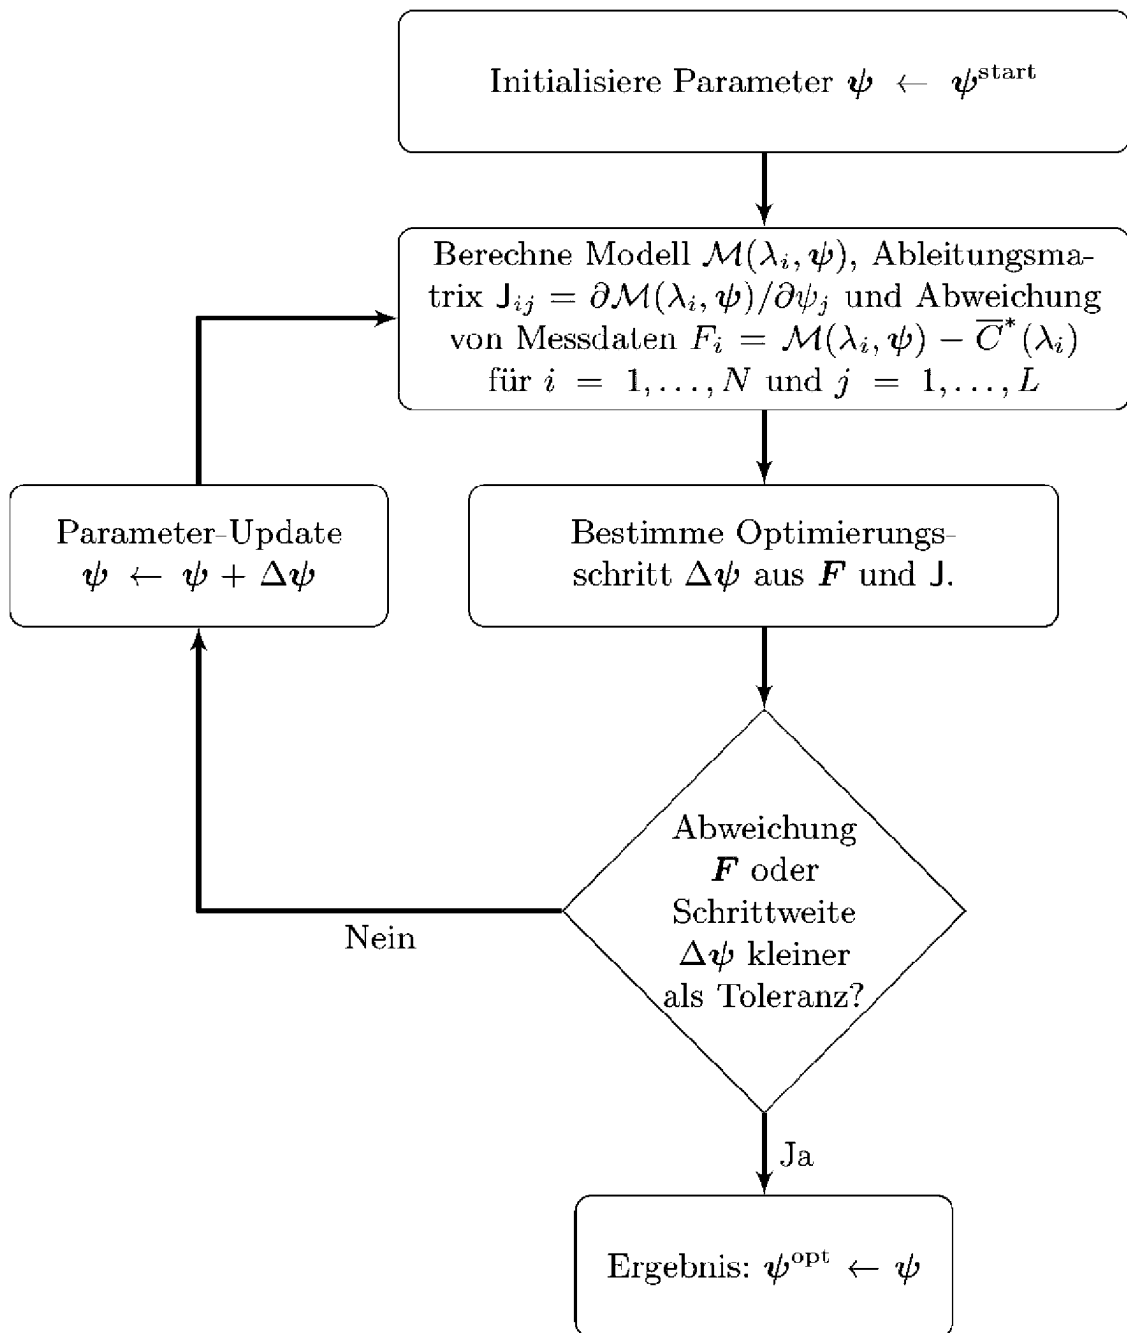 Initialisiere Parameter ψ ← ψ^start
Berechne Modell ℳ(λ_i, ψ), Ableitungsma-
trix J_ij = ∂ℳ(λ_i, ψ)/∂ψ_j und Abweichung
von Messdaten F_i = ℳ(λ_i, ψ) − C̅^*(λ_i)
für i = 1, . . . , N und j = 1, . . . , L
Parameter-Update
ψ ← ψ + Δψ
Bestimme Optimierungs-
schritt Δψ aus F und J.
Abweichung
F oder
Schrittweite
Δψ kleiner
als Toleranz?
Nein
Ja
Ergebnis: ψ^opt ← ψ